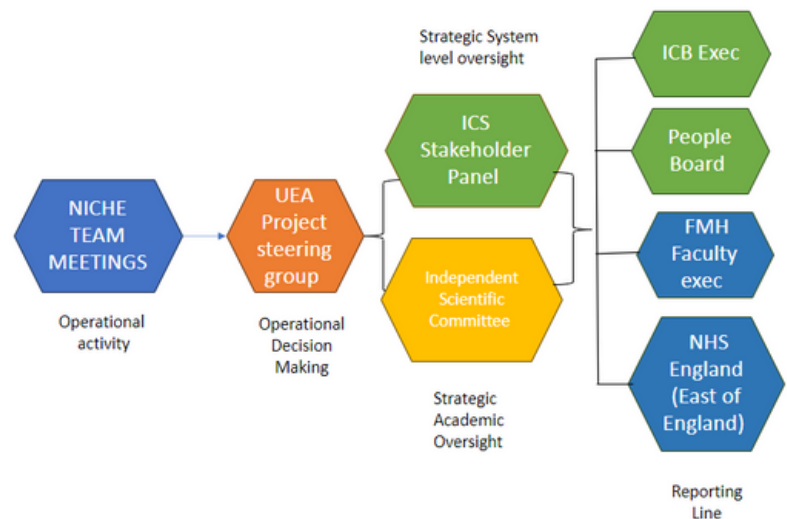 NICHE
TEAM
MEETINGS
Operational
activity
UEA
Project
steering
group
Operational
Decision
Making
Strategic System
level oversight
ICS
Stakeholder
Panel
Independent
Scientific
Committee
Strategic
Academic
Oversight
ICB Exec
People
Board
FMH
Faculty
exec
NHS
England
(East of
England)
Reporting
Line